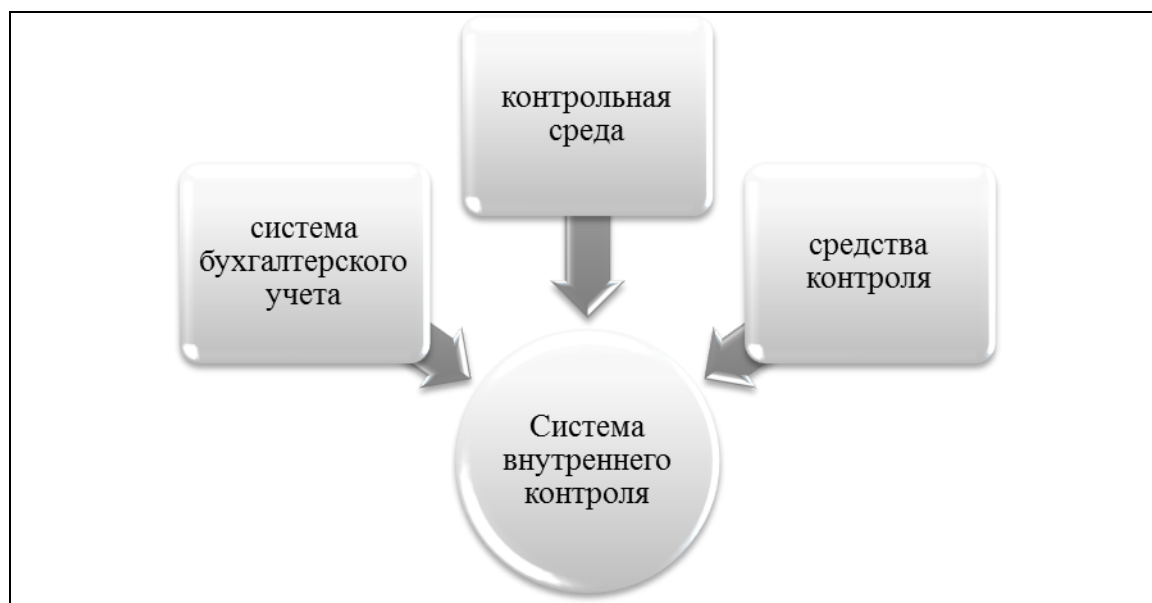 контрольная
среда
система
бухгалтерского
учета
средства
контроля
Система
внутреннего
контроля